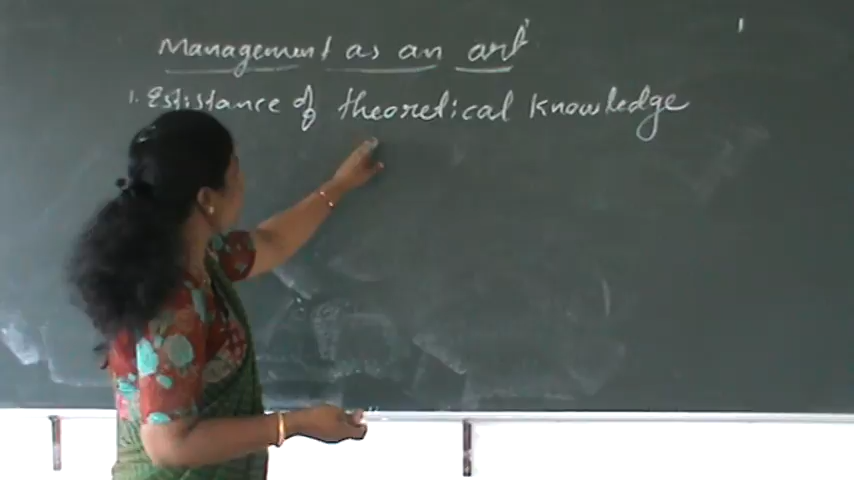 Management as an art
1. Existance of theoretical knowledge